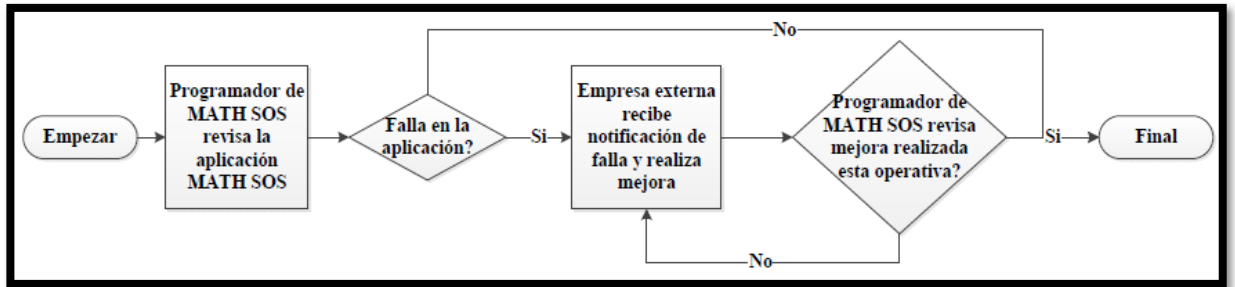 Empezar
Programador de
MATH SOS
revisa la
aplicación
MATH SOS
Falla en la
aplicación?
No
Si
Empresa externa
recibe
notificación de
falla y realiza
mejora
Programador de
MATH SOS revisa
mejora realizada
esta operativa?
No
Si
Final